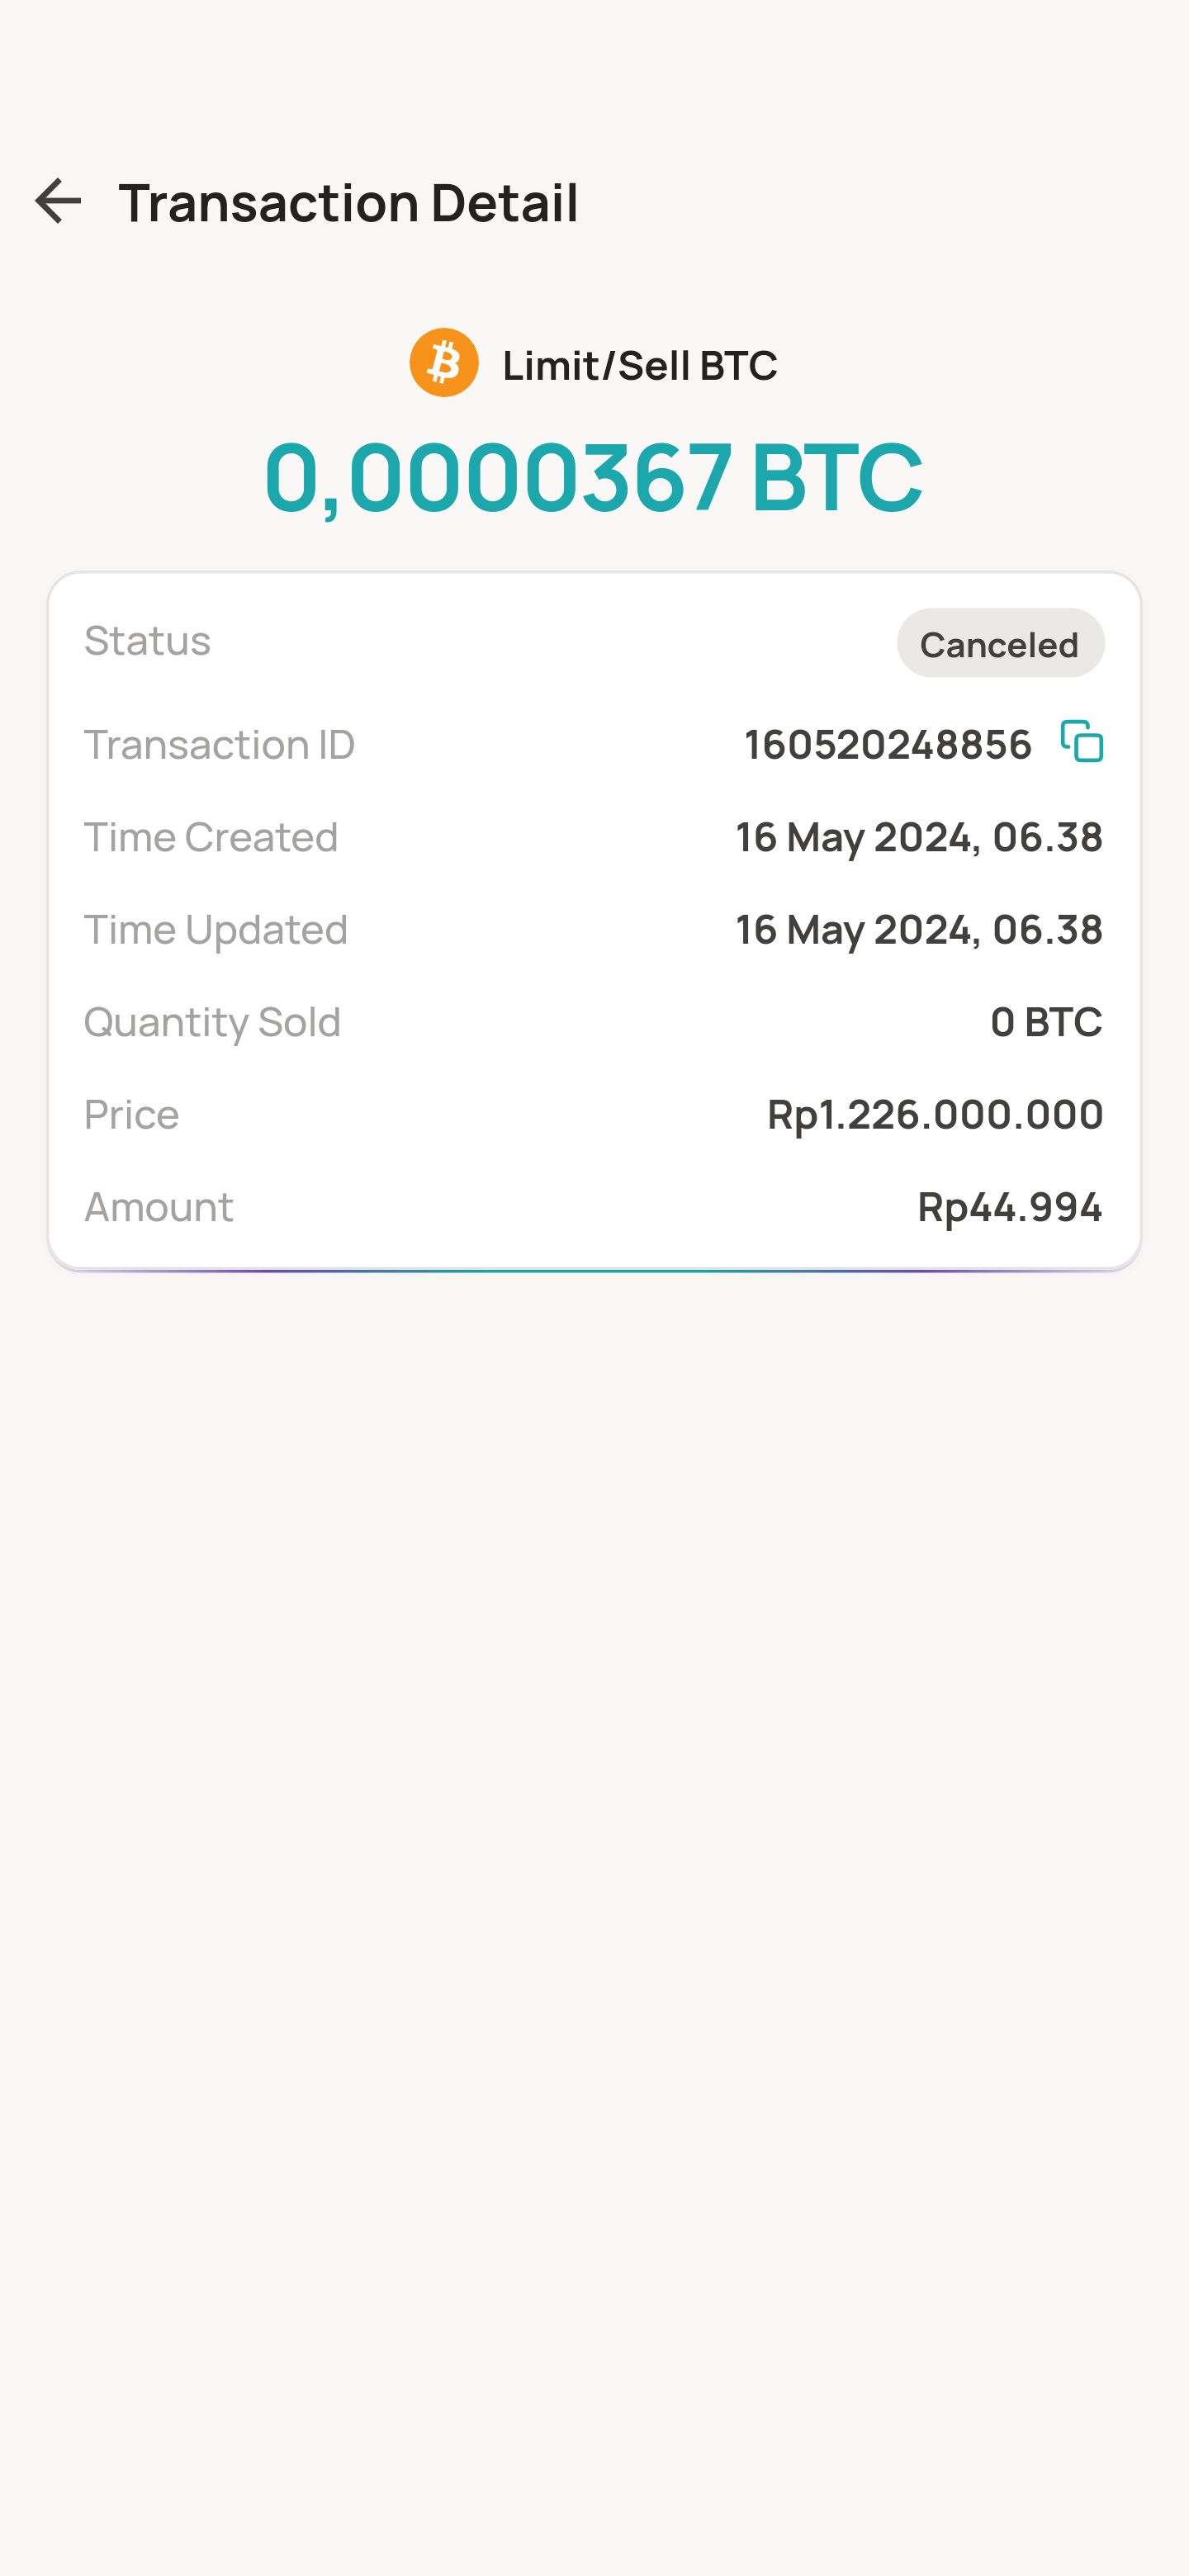 Transaction Detail
Limit/Sell BTC
0,0000367 BTC
Status Canceled
Transaction ID 160520248856
Time Created 16 May 2024, 06.38
Time Updated 16 May 2024, 06.38
Quantity Sold 0 BTC
Price Rp1.226.000.000
Amount Rp44.994